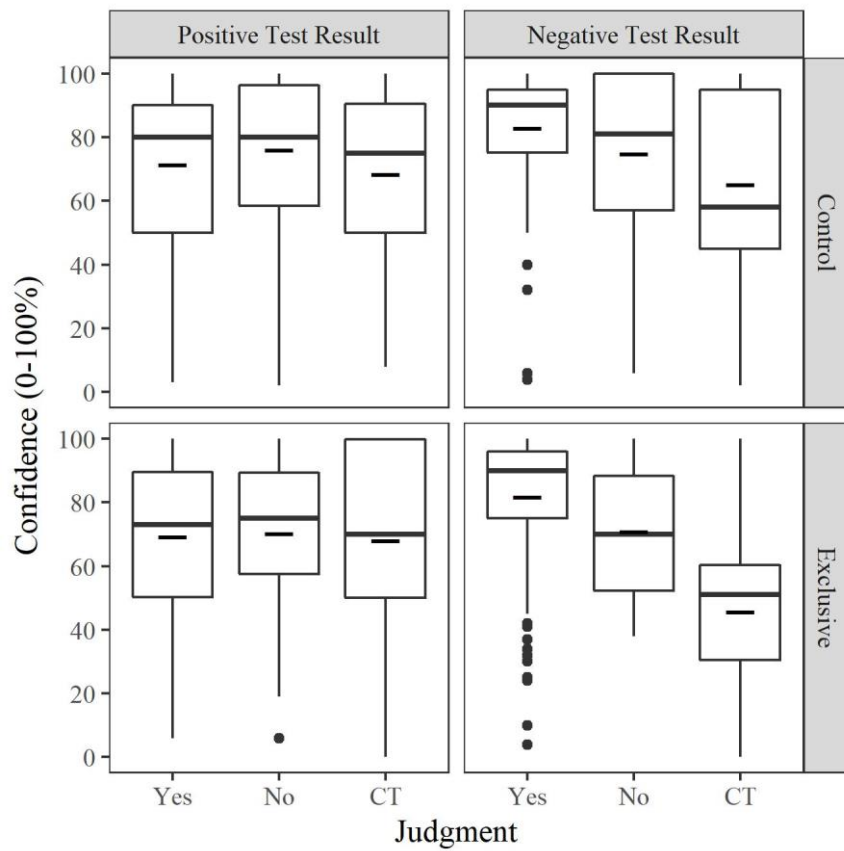 Positive Test Result
Negative Test Result
Confidence (0-100%)
100
80
60
40
20
0
Control
100
80
60
40
20
0
Exclusive
Yes
No
CT
Yes
No
CT
Judgment